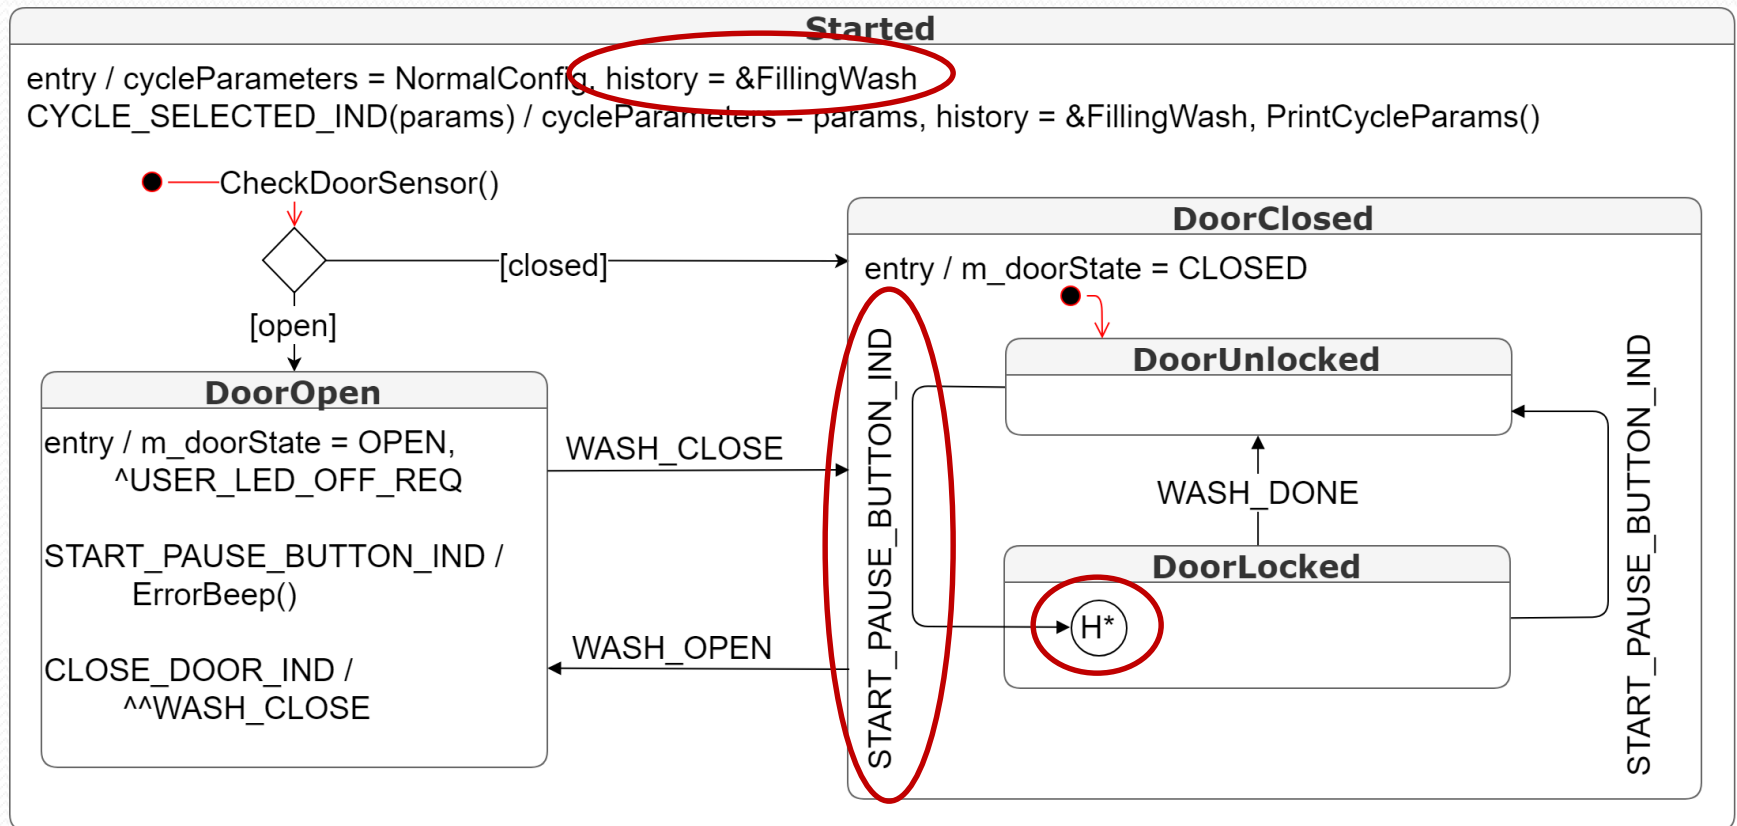 Started
entry / cycleParameters = NormalConfig, history = &FillingWash
CYCLE_SELECTED_IND(params) / cycleParameters = params, history = &FillingWash, PrintCycleParams()
CheckDoorSensor()
[closed]
[open]
DoorOpen
entry / m_doorState = OPEN,
^USER_LED_OFF_REQ
START_PAUSE_BUTTON_IND /
ErrorBeep()
CLOSE_DOOR_IND /
^^WASH_CLOSE
WASH_CLOSE
WASH_OPEN
DoorClosed
entry / m_doorState = CLOSED
START_PAUSE_BUTTON_IND
DoorUnlocked
WASH_DONE
DoorLocked
H*
START_PAUSE_BUTTON_IND